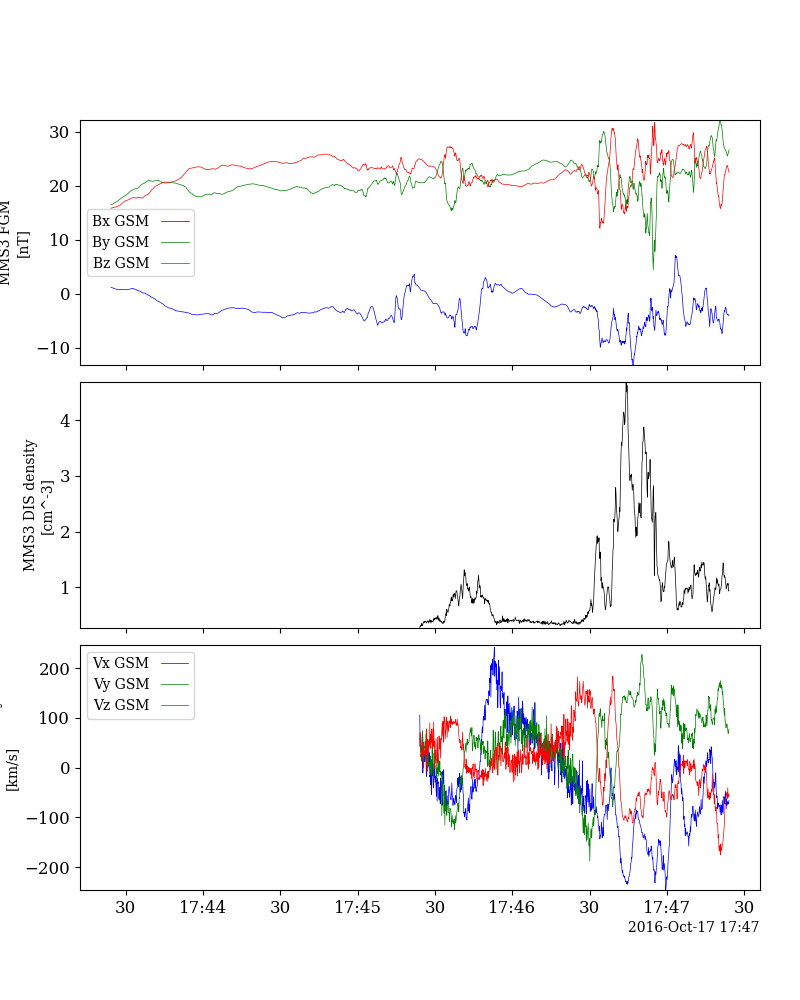 30
20
10
0
−10
MMS3 FGM
[nT]
Bx GSM
By GSM
Bz GSM
4
3
2
1
MMS3 DIS density
[cm^-3]
200
100
0
−100
−200
[km/s]
Vx GSM
Vy GSM
Vz GSM
30 17:44 30 17:45 30 17:46 30 17:47 30
2016-Oct-17 17:47